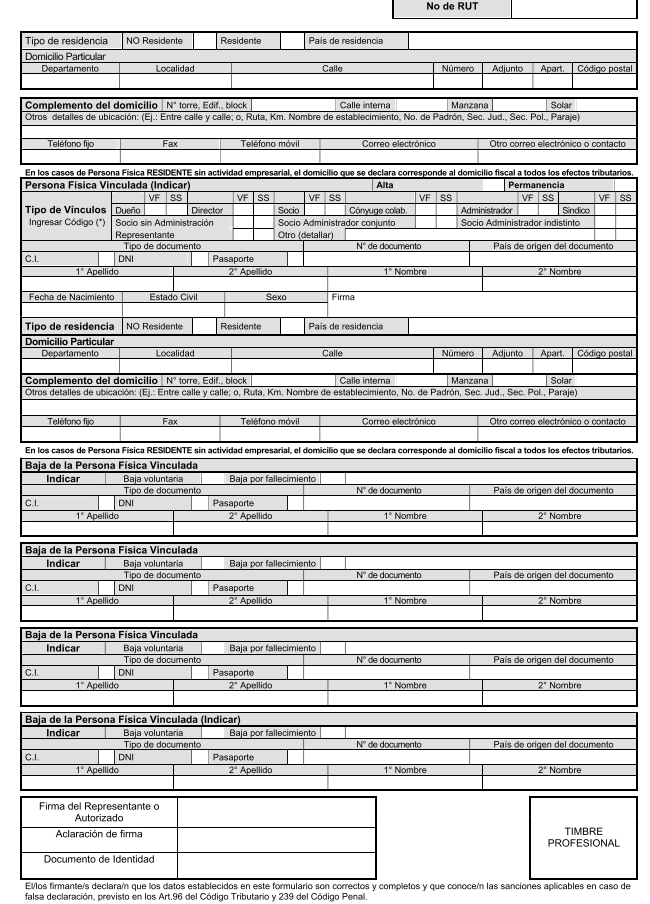 No de RUT
Tipo de residencia NO Residente Residente País de residencia
Domicilio Particular
Departamento Localidad Calle Número Adjunto Apart. Código postal
Complemento del domicilio N° torre, Edif., block Calle interna Manzana Solar
Otros detalles de ubicación: (Ej.: Entre calle y calle; o, Ruta, Km. Nombre de establecimiento, No. de Padrón, Sec. Jud., Sec. Pol., Paraje)
Teléfono fijo Fax Teléfono móvil Correo electrónico Otro correo electrónico o contacto
En los casos de Persona Física RESIDENTE sin actividad empresarial, el domicilio que se declara corresponde al domicilio fiscal a todos los efectos tributarios.
Persona Física Vinculada (Indicar) Alta Permanencia
VF SS VF SS VF SS VF SS VF SS VF SS
Tipo de Vínculos Dueño Director Socio Cónyuge colab. Administrador Síndico
Ingresar Código (*) Socio sin Administración Socio Administrador conjunto Socio Administrador indistinto
Representante Otro (detallar)
Tipo de documento N° de documento País de origen del documento
C.I. DNI Pasaporte
1° Apellido 2° Apellido 1° Nombre 2° Nombre
Fecha de Nacimiento Estado Civil Sexo Firma
Tipo de residencia NO Residente Residente País de residencia
Domicilio Particular
Departamento Localidad Calle Número Adjunto Apart. Código postal
Complemento del domicilio N° torre, Edif., block Calle interna Manzana Solar
Otros detalles de ubicación: (Ej.: Entre calle y calle; o, Ruta, Km. Nombre de establecimiento, No. de Padrón, Sec. Jud., Sec. Pol., Paraje)
Teléfono fijo Fax Teléfono móvil Correo electrónico Otro correo electrónico o contacto
En los casos de Persona Física RESIDENTE sin actividad empresarial, el domicilio que se declara corresponde al domicilio fiscal a todos los efectos tributarios.
Baja de la Persona Física Vinculada
Indicar Baja voluntaria Baja por fallecimiento
Tipo de documento N° de documento País de origen del documento
C.I. DNI Pasaporte
1° Apellido 2° Apellido 1° Nombre 2° Nombre
Baja de la Persona Física Vinculada
Indicar Baja voluntaria Baja por fallecimiento
Tipo de documento N° de documento País de origen del documento
C.I. DNI Pasaporte
1° Apellido 2° Apellido 1° Nombre 2° Nombre
Baja de la Persona Física Vinculada
Indicar Baja voluntaria Baja por fallecimiento
Tipo de documento N° de documento País de origen del documento
C.I. DNI Pasaporte
1° Apellido 2° Apellido 1° Nombre 2° Nombre
Baja de la Persona Física Vinculada (Indicar)
Indicar Baja voluntaria Baja por fallecimiento
Tipo de documento N° de documento País de origen del documento
C.I. DNI Pasaporte
1° Apellido 2° Apellido 1° Nombre 2° Nombre
Firma del Representante o
Autorizado
Aclaración de firma
Documento de Identidad
TIMBRE
PROFESIONAL
El/los firmante/s declara/n que los datos establecidos en este formulario son correctos y completos y que conoce/n las sanciones aplicables en caso de
falsa declaración, previsto en los Art.96 del Código Tributario y 239 del Código Penal.